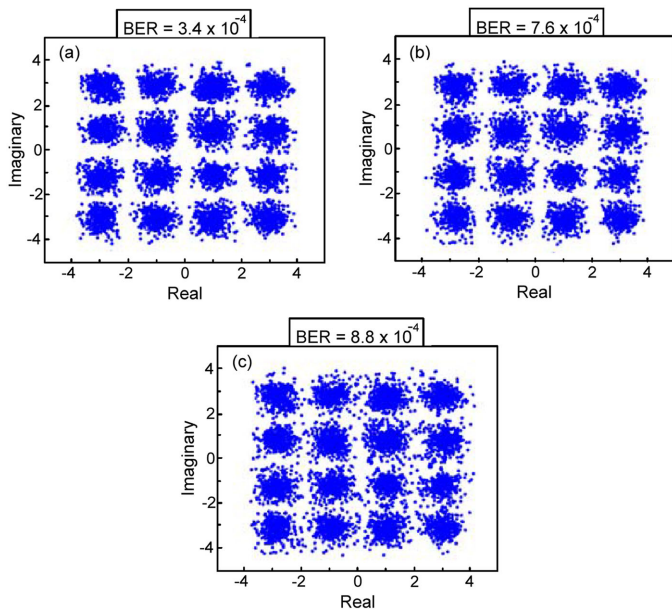 BER = 3.4 x 10⁻⁴
(a)
4
2
0
-2
-4
Imaginary
-4 -2 0 2 4
Real
BER = 7.6 x 10⁻⁴
(b)
4
2
0
-2
-4
Imaginary
-4 -2 0 2 4
Real
BER = 8.8 x 10⁻⁴
(c)
4
2
0
-2
-4
Imaginary
-4 -2 0 2 4
Real